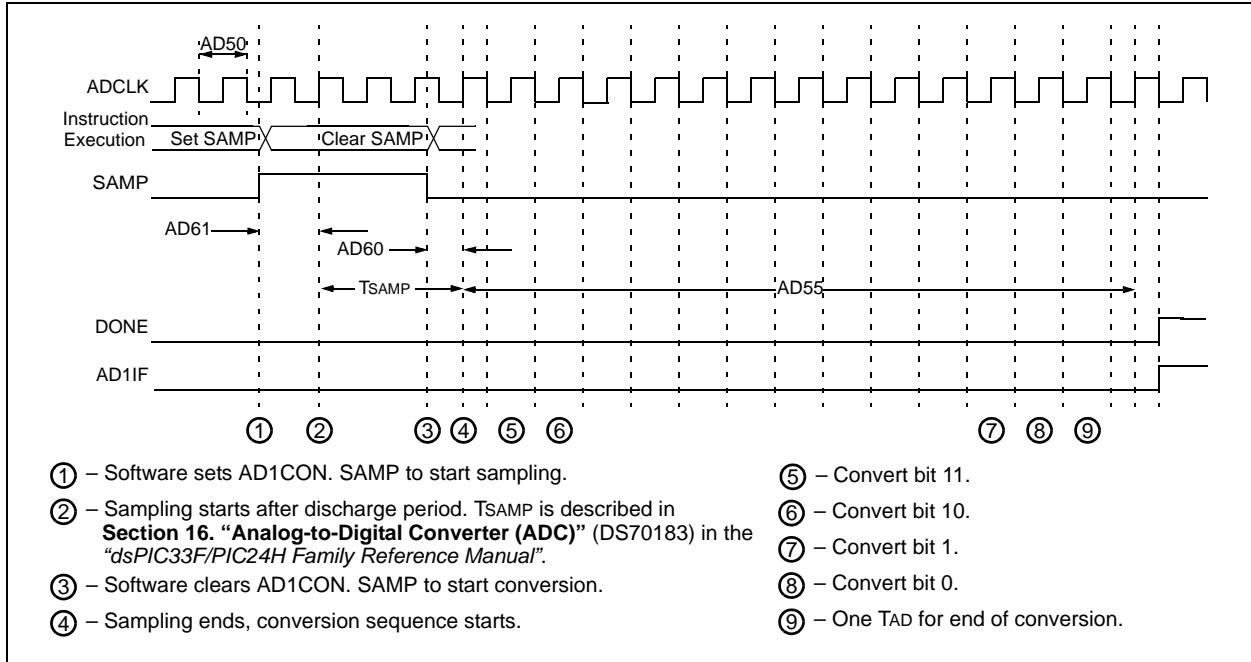 AD50
ADCLK
Instruction
Execution
Set SAMP
Clear SAMP
SAMP
AD61
AD60
TSAMP
AD55
DONE
AD1IF
1 2 3 4 5 6 7 8 9
1 – Software sets AD1CON. SAMP to start sampling.
2 – Sampling starts after discharge period. TSAMP is described in
Section 16. “Analog-to-Digital Converter (ADC)” (DS70183) in the
“dsPIC33F/PIC24H Family Reference Manual”.
3 – Software clears AD1CON. SAMP to start conversion.
4 – Sampling ends, conversion sequence starts.
5 – Convert bit 11.
6 – Convert bit 10.
7 – Convert bit 1.
8 – Convert bit 0.
9 – One TAD for end of conversion.